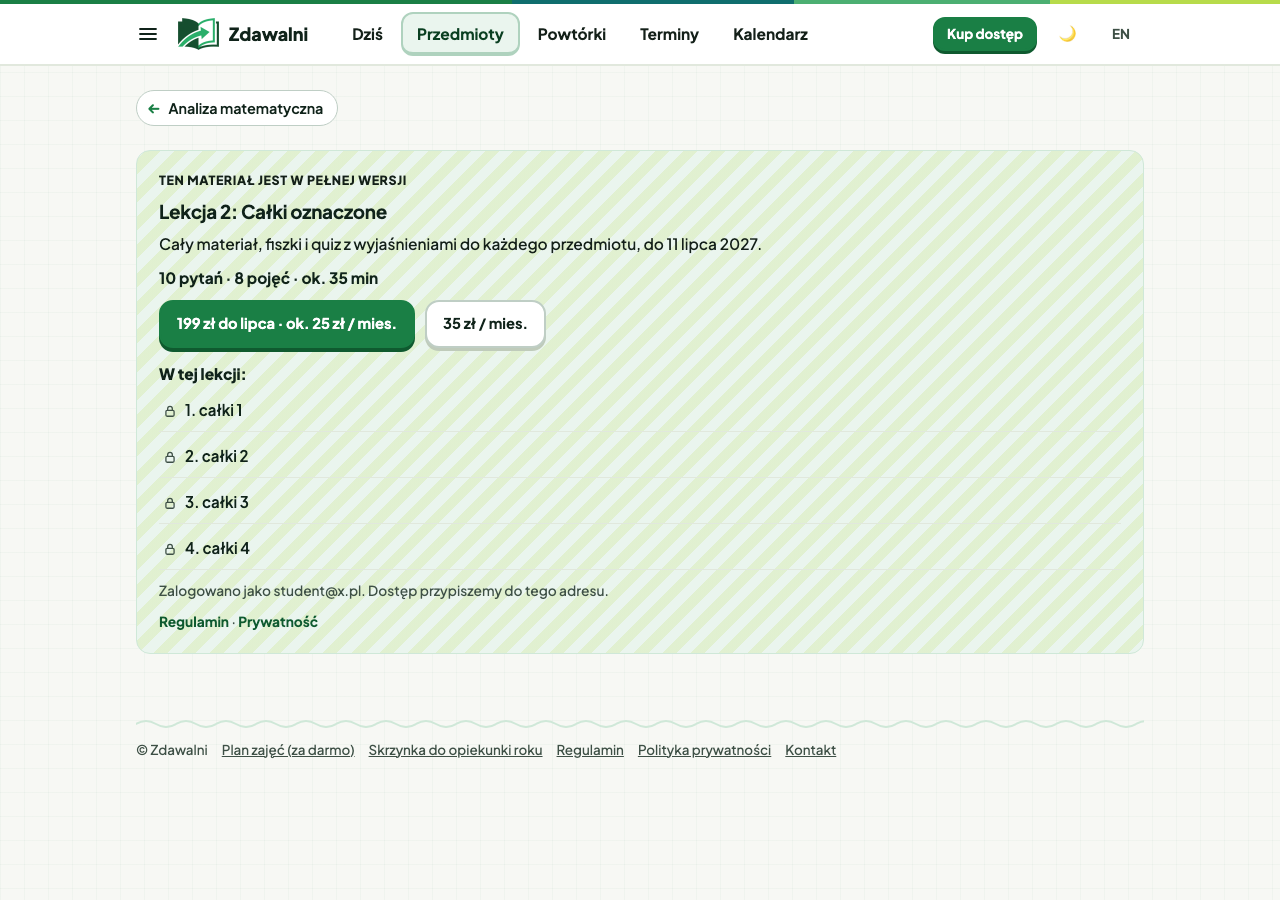 Zdawalni
Dziś
Przedmioty
Powtórki
Terminy
Kalendarz
Kup dostęp
EN
← Analiza matematyczna
TEN MATERIAŁ JEST W PEŁNEJ WERSJI
Lekcja 2: Całki oznaczone
Cały materiał, fiszki i quiz z wyjaśnieniami do każdego przedmiotu, do 11 lipca 2027.
10 pytań · 8 pojęć · ok. 35 min
199 zł do lipca · ok. 25 zł / mies.
35 zł / mies.
W tej lekcji:
1. całki 1
2. całki 2
3. całki 3
4. całki 4
Zalogowano jako student@x.pl. Dostęp przypiszemy do tego adresu.
Regulamin · Prywatność
© Zdawalni Plan zajęć (za darmo) Skrzynka do opiekunki roku Regulamin Polityka prywatności Kontakt